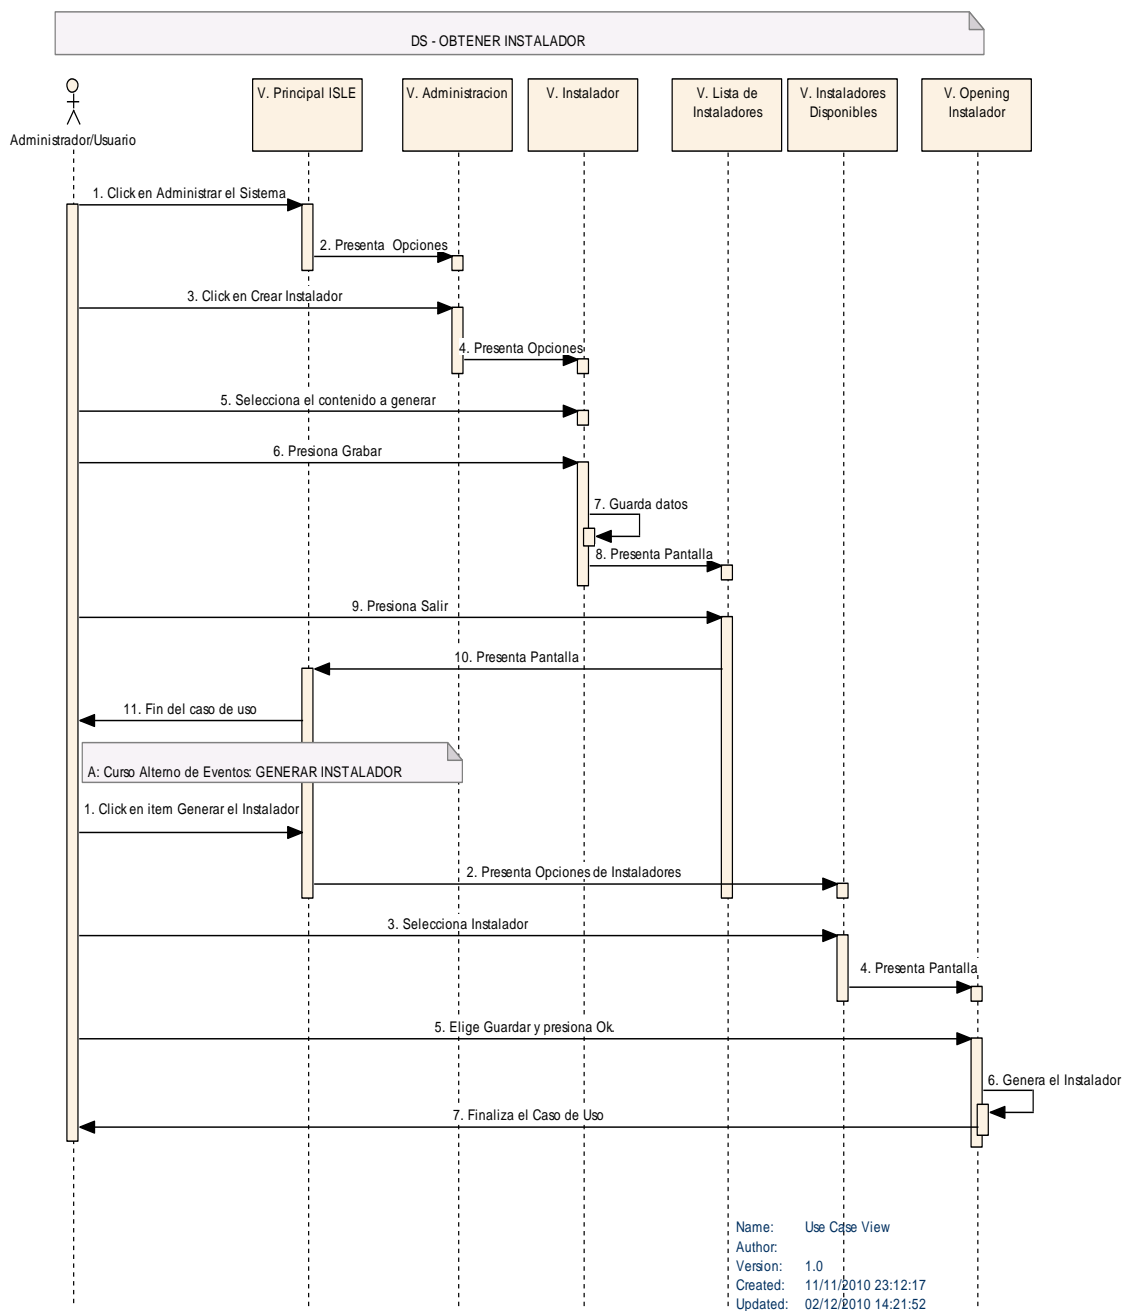 DS - OBTENER INSTALADOR
Administrador/Usuario
V. Principal ISLE
V. Administracion
V. Instalador
V. Lista de
Instaladores
V. Instaladores
Disponibles
V. Opening
Instalador
1. Click en Administrar el Sistema
2. Presenta Opciones
3. Click en Crear Instalador
4. Presenta Opciones
5. Selecciona el contenido a generar
6. Presiona Grabar
7. Guarda datos
8. Presenta Pantalla
9. Presiona Salir
10. Presenta Pantalla
11. Fin del caso de uso
A: Curso Alterno de Eventos: GENERAR INSTALADOR
1. Click en item Generar el Instalador
2. Presenta Opciones de Instaladores
3. Selecciona Instalador
4. Presenta Pantalla
5. Elige Guardar y presiona Ok.
6. Genera el Instalador
7. Finaliza el Caso de Uso
Name: Use Case View
Author:
Version: 1.0
Created: 11/11/2010 23:12:17
Updated: 02/12/2010 14:21:52